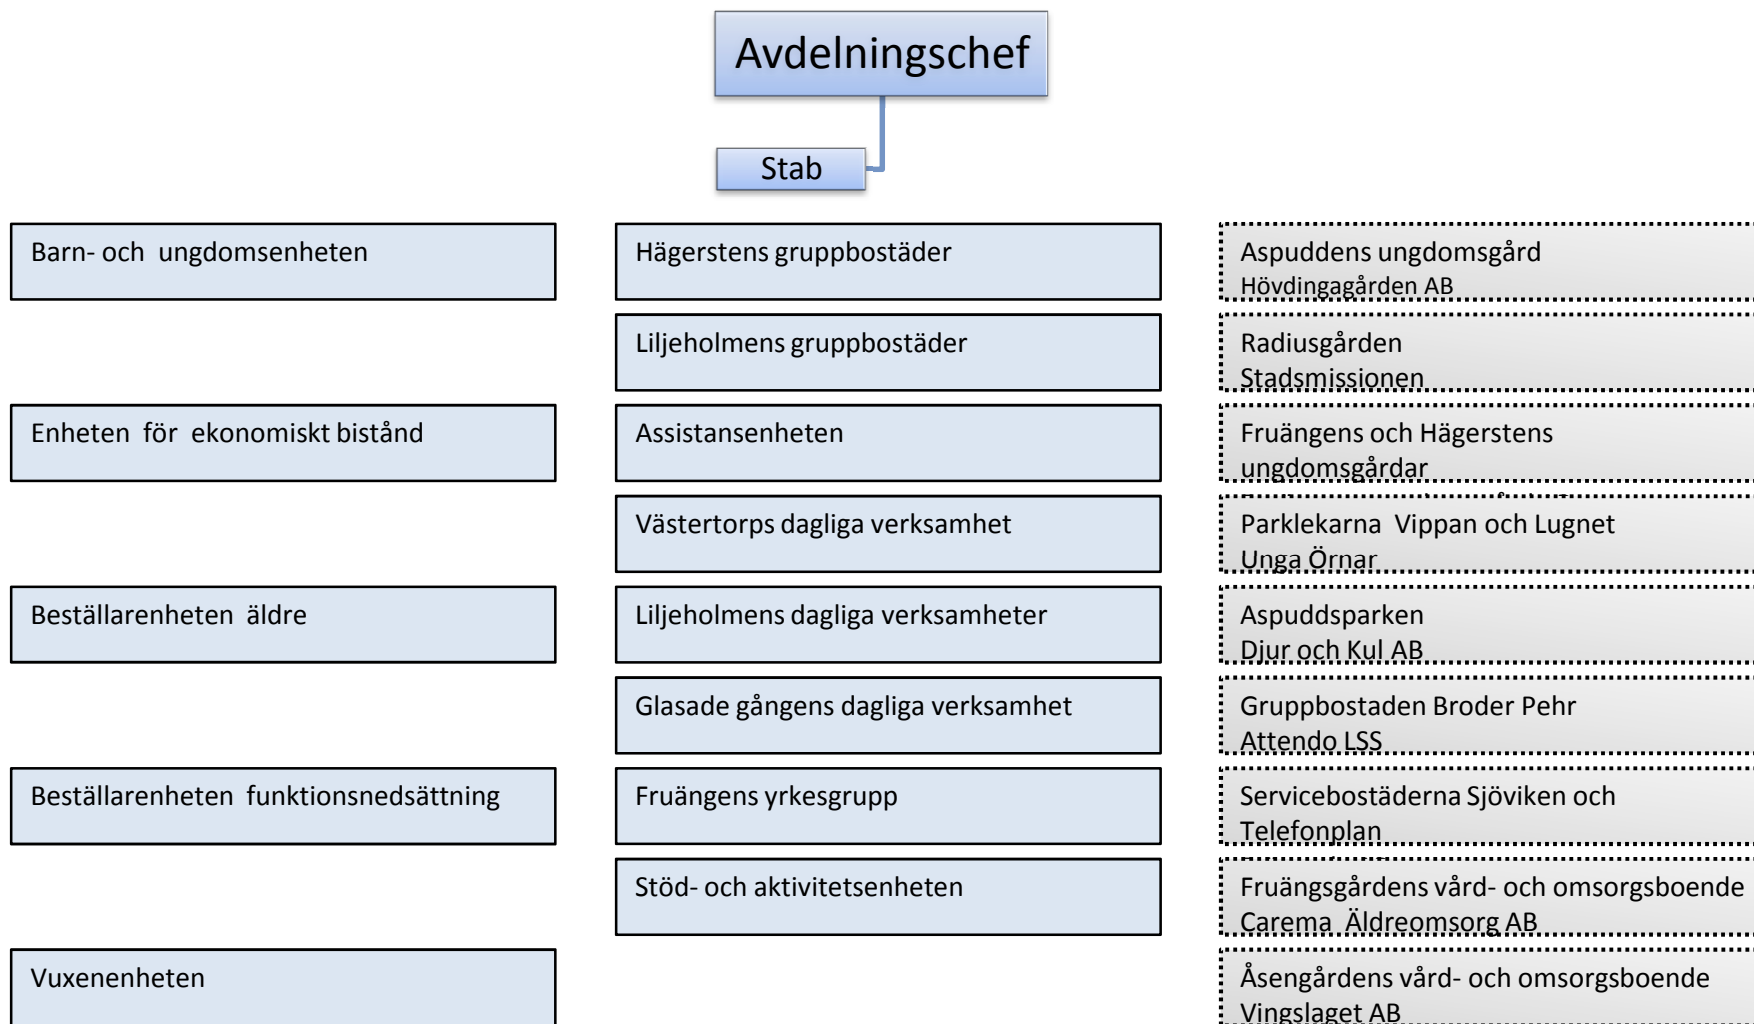 Avdelningschef
Stab
Barn- och ungdomsenheten
Enheten för ekonomiskt bistånd
Beställarenheten äldre
Beställarenheten funktionsnedsättning
Vuxenenheten
Hägerstens gruppbostäder
Liljeholmens gruppbostäder
Assistansenheten
Västertorps dagliga verksamhet
Liljeholmens dagliga verksamheter
Glasade gångens dagliga verksamhet
Fruängens yrkesgrupp
Stöd- och aktivitetsenheten
Aspuddens ungdomsgård
Hövdingagården AB
Radiusgården
Stadsmissionen
Fruängens och Hägerstens
ungdomsgårdar
Parklekarna Vippan och Lugnet
Unga Örnar
Aspuddsparken
Djur och Kul AB
Gruppbostaden Broder Pehr
Attendo LSS
Servicebostäderna Sjöviken och
Telefonplan
Fruängsgårdens vård- och omsorgsboende
Carema Äldreomsorg AB
Åsengårdens vård- och omsorgsboende
Vingslaget AB